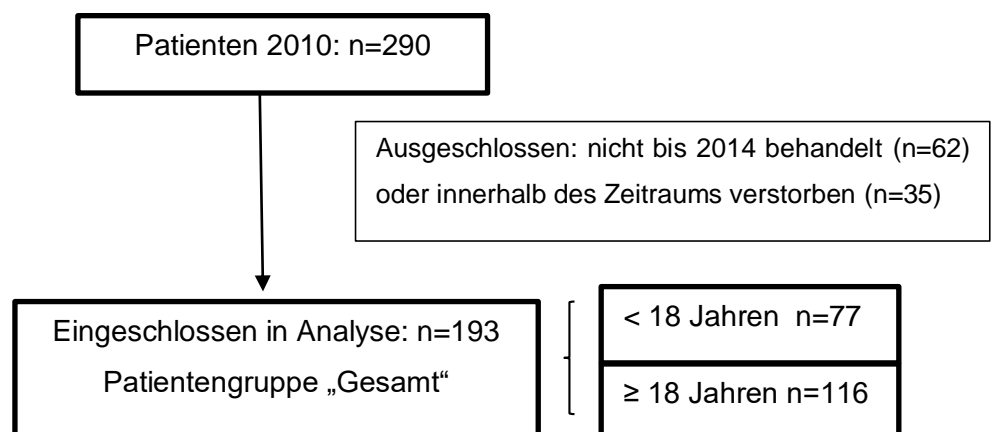 Patienten 2010: n=290
Ausgeschlossen: nicht bis 2014 behandelt (n=62)
oder innerhalb des Zeitraums verstorben (n=35)
Eingeschlossen in Analyse: n=193
Patientengruppe „Gesamt“
< 18 Jahren n=77
≥ 18 Jahren n=116